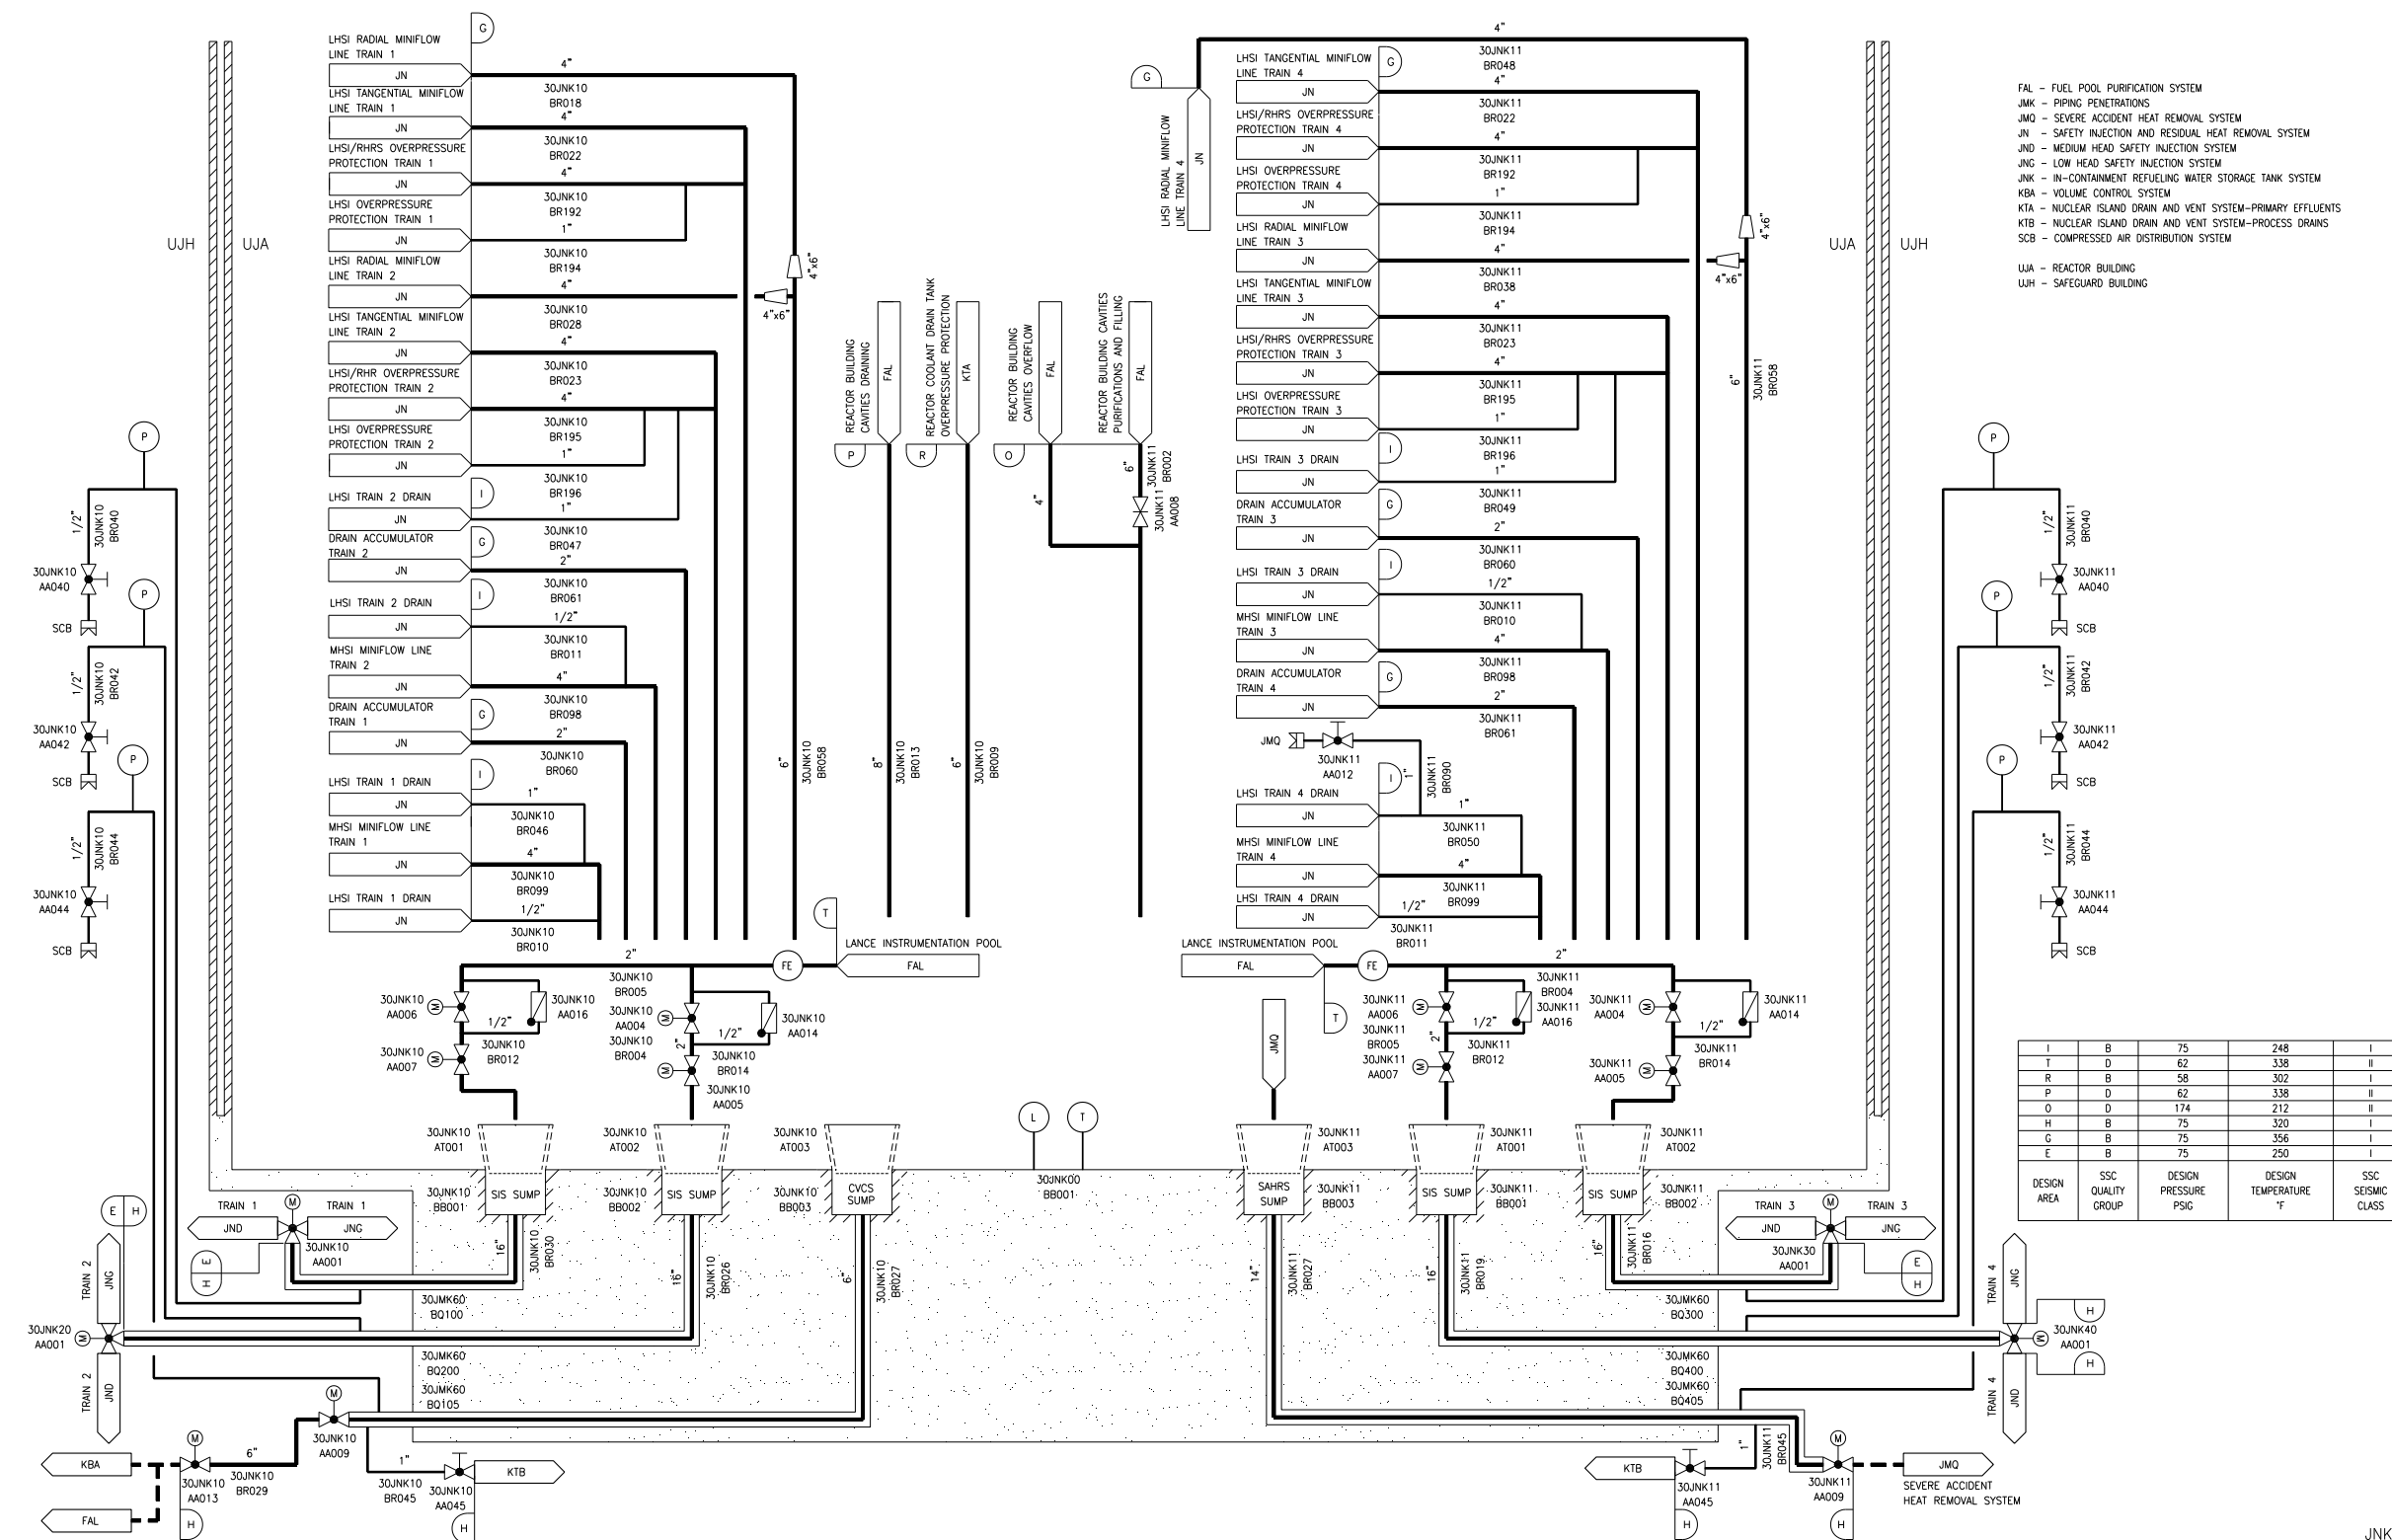 LHSI RADIAL MINIFLOW
LINE TRAIN 1
JN
G
4"
30JNK10
BR018
LHSI TANGENTIAL MINIFLOW
LINE TRAIN 1
JN
4"
30JNK10
BR022
LHSI/RHRS OVERPRESSURE
PROTECTION TRAIN 1
JN
4"
30JNK10
BR192
LHSI OVERPRESSURE
PROTECTION TRAIN 1
JN
1"
30JNK10
BR194
LHSI RADIAL MINIFLOW
LINE TRAIN 2
JN
4"
30JNK10
BR028
4"x6"
4"x6"
LHSI TANGENTIAL MINIFLOW
LINE TRAIN 2
JN
4"
30JNK10
BR023
LHSI/RHR OVERPRESSURE
PROTECTION TRAIN 2
JN
4"
30JNK10
BR195
LHSI OVERPRESSURE
PROTECTION TRAIN 2
JN
1"
30JNK10
BR196
LHSI TRAIN 2 DRAIN
I
JN
1"
30JNK10
BR047
DRAIN ACCUMULATOR
TRAIN 2
G
JN
2"
30JNK10
BR061
LHSI TRAIN 2 DRAIN
I
JN
1/2"
30JNK10
BR011
MHSI MINIFLOW LINE
TRAIN 2
JN
4"
30JNK10
BR098
DRAIN ACCUMULATOR
TRAIN 1
G
JN
2"
30JNK10
BR060
LHSI TRAIN 1 DRAIN
I
JN
1"
30JNK10
BR046
MHSI MINIFLOW LINE
TRAIN 1
JN
4"
30JNK10
BR099
LHSI TRAIN 1 DRAIN
JN
1/2"
30JNK10
BR010
6"
30JNK10
BR058
UJH
UJA
P
1/2"
30JNK10
BR040
30JNK10
AA040
SCB
P
1/2"
30JNK10
BR042
30JNK10
AA042
SCB
P
1/2"
30JNK10
BR044
30JNK10
AA044
SCB
REACTOR BUILDING
CAVITIES DRAINING
FAL
P
8"
30JNK10
BR013
REACTOR COOLANT DRAIN TANK
OVERPRESSURE PROTECTION
KTA
R
6"
30JNK10
BR009
REACTOR BUILDING
CAVITIES OVERFLOW
FAL
O
4"
REACTOR BUILDING CAVITIES
PURIFICATIONS AND FILLING
FAL
6"
30JNK11
BR002
30JNK11
AA008
G
LHSI RADIAL MINIFLOW
LINE TRAIN 4
JN
4"
30JNK11
BR048
LHSI TANGENTIAL MINIFLOW
LINE TRAIN 4
G
JN
4"
30JNK11
BR022
LHSI/RHRS OVERPRESSURE
PROTECTION TRAIN 4
JN
4"
30JNK11
BR192
LHSI OVERPRESSURE
PROTECTION TRAIN 4
JN
1"
30JNK11
BR194
LHSI RADIAL MINIFLOW
LINE TRAIN 3
JN
4"
30JNK11
BR038
4"x6"
4"x6"
LHSI TANGENTIAL MINIFLOW
LINE TRAIN 3
JN
4"
30JNK11
BR023
LHSI/RHRS OVERPRESSURE
PROTECTION TRAIN 3
JN
4"
30JNK11
BR195
LHSI OVERPRESSURE
PROTECTION TRAIN 3
JN
1"
30JNK11
BR196
LHSI TRAIN 3 DRAIN
I
JN
1"
30JNK11
BR049
DRAIN ACCUMULATOR
TRAIN 3
G
JN
2"
30JNK11
BR060
LHSI TRAIN 3 DRAIN
I
JN
1/2"
30JNK11
BR010
MHSI MINIFLOW LINE
TRAIN 3
JN
4"
30JNK11
BR098
DRAIN ACCUMULATOR
TRAIN 4
G
JN
2"
30JNK11
BR061
JMQ
30JNK11
AA012
1"
30JNK11
BR090
I
LHSI TRAIN 4 DRAIN
JN
1"
30JNK11
BR050
MHSI MINIFLOW LINE
TRAIN 4
JN
4"
30JNK11
BR099
LHSI TRAIN 4 DRAIN
JN
1/2"
30JNK11
BR011
6"
30JNK11
BR058
UJA
UJH
P
1/2"
30JNK11
BR040
30JNK11
AA040
SCB
P
1/2"
30JNK11
BR042
30JNK11
AA042
SCB
P
1/2"
30JNK11
BR044
30JNK11
AA044
SCB
FAL – FUEL POOL PURIFICATION SYSTEM
JMK – PIPING PENETRATIONS
JMQ – SEVERE ACCIDENT HEAT REMOVAL SYSTEM
JN – SAFETY INJECTION AND RESIDUAL HEAT REMOVAL SYSTEM
JND – MEDIUM HEAD SAFETY INJECTION SYSTEM
JNG – LOW HEAD SAFETY INJECTION SYSTEM
JNK – IN-CONTAINMENT REFUELING WATER STORAGE TANK SYSTEM
KBA – VOLUME CONTROL SYSTEM
KTA – NUCLEAR ISLAND DRAIN AND VENT SYSTEM-PRIMARY EFFLUENTS
KTB – NUCLEAR ISLAND DRAIN AND VENT SYSTEM-PROCESS DRAINS
SCB – COMPRESSED AIR DISTRIBUTION SYSTEM
UJA – REACTOR BUILDING
UJH – SAFEGUARD BUILDING
T
LANCE INSTRUMENTATION POOL
FAL
FE
2"
30JNK10
AA006
M
30JNK10
AA016
1/2"
30JNK10
BR012
30JNK10
AA007
M
30JNK10
BR005
30JNK10
AA004
M
30JNK10
BR004
2"
30JNK10
AA014
1/2"
30JNK10
BR014
M
30JNK10
AA005
LANCE INSTRUMENTATION POOL
FAL
FE
T
2"
30JNK11
AA006
M
30JNK11
BR005
2"
30JNK11
AA007
M
30JNK11
BR004
30JNK11
AA016
1/2"
30JNK11
BR012
30JNK11
AA004
M
30JNK11
AA014
1/2"
30JNK11
BR014
30JNK11
AA005
M
JMQ
L
T
30JNK00
BB001
30JNK10
AT001
30JNK10
AT002
30JNK10
AT003
30JNK11
AT003
30JNK11
AT001
30JNK11
AT002
30JNK10
BB001
SIS SUMP
30JNK10
BB002
SIS SUMP
30JNK10
BB003
CVCS
SUMP
SAHRS
SUMP
30JNK11
BB003
SIS SUMP
30JNK11
BB001
SIS SUMP
30JNK11
BB002
I B 75 248 I
T D 62 338 II
R B 58 302 I
P D 62 338 II
O D 174 212 II
H B 75 320 I
G B 75 356 I
E B 75 250 I
DESIGN
AREA
SSC
QUALITY
GROUP
DESIGN
PRESSURE
PSIG
DESIGN
TEMPERATURE
°F
SSC
SEISMIC
CLASS
E H
TRAIN 1
M
TRAIN 1
JND
JNG
30JNK10
AA001
E
H
16"
30JNK10
BR030
16"
30JNK10
BR026
6"
30JNK10
BR027
TRAIN 2
JNG
30JNK20
AA001
M
TRAIN 2
JND
30JMK60
BQ100
30JMK60
BQ200
30JMK60
BQ105
M
30JNK10
AA009
KBA
M
6"
30JNK10
BR029
30JNK10
AA013
H
FAL
1"
30JNK10
BR045
30JNK10
AA045
KTB
H
14"
30JNK11
BR027
16"
30JNK11
BR019
16"
30JNK11
BR016
TRAIN 3
M
TRAIN 3
JND
JNG
30JNK30
AA001
E
H
30JMK60
BQ300
30JMK60
BQ400
30JMK60
BQ405
TRAIN 4
JNG
H
M
30JNK40
AA001
H
TRAIN 4
JND
KTB
30JNK11
AA045
H
1"
30JNK11
BR045
M
30JNK11
AA009
H
JMQ
SEVERE ACCIDENT
HEAT REMOVAL SYSTEM
JNK